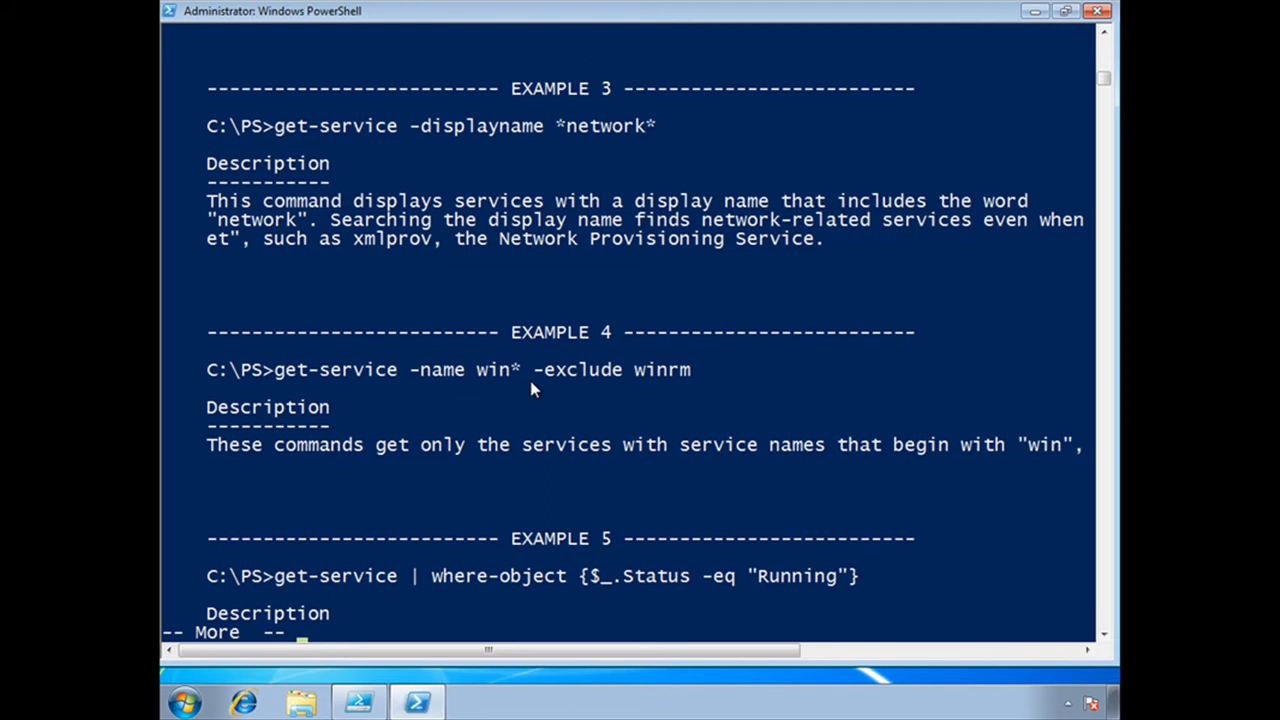 Administrator: Windows PowerShell
-------------------------- EXAMPLE 3 --------------------------
C:\PS>get-service -displayname *network*
Description
-----------
This command displays services with a display name that includes the word
"network". Searching the display name finds network-related services even when
et", such as xmlprov, the Network Provisioning Service.
-------------------------- EXAMPLE 4 --------------------------
C:\PS>get-service -name win* -exclude winrm
Description
-----------
These commands get only the services with service names that begin with "win",
-------------------------- EXAMPLE 5 --------------------------
C:\PS>get-service | where-object {$_.Status -eq "Running"}
Description
-- More  --